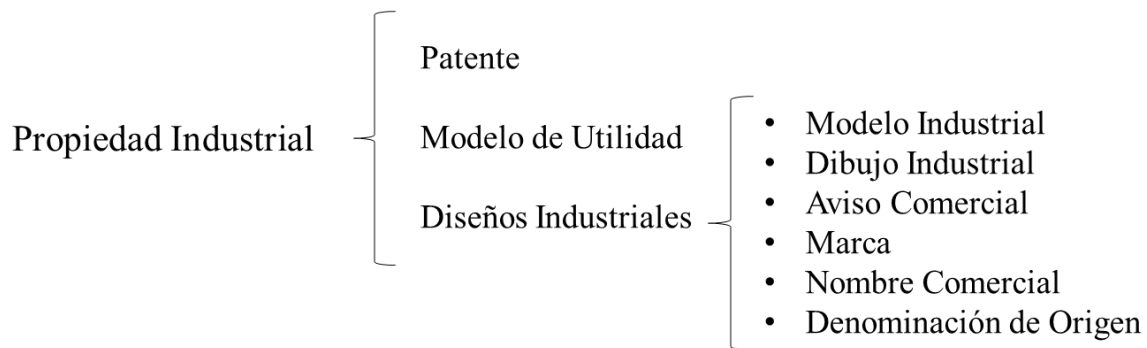 Propiedad Industrial
Patente
Modelo de Utilidad
Diseños Industriales
• Modelo Industrial
• Dibujo Industrial
• Aviso Comercial
• Marca
• Nombre Comercial
• Denominación de Origen